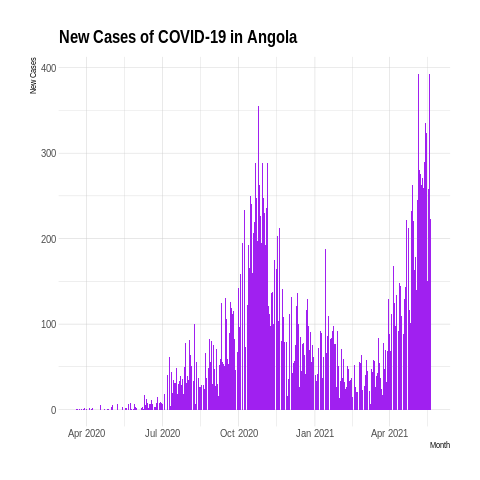 New Cases of COVID-19 in Angola
New Cases
400
300
200
100
0
Apr 2020
Jul 2020
Oct 2020
Jan 2021
Apr 2021
Month